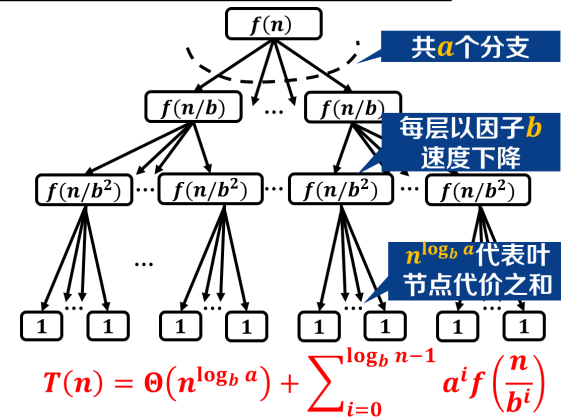 f(n)
共a个分支
f(n/b) ... f(n/b)
每层以因子b
速度下降
f(n/b²) ... f(n/b²) ... f(n/b²) ... f(n/b²)
n^{log_b a}代表叶
节点代价之和
...
... ... ...
1 1 1 1 1 1 1 1
T(n) = Θ(n^{log_b a}) + ∑_{i=0}^{log_b n−1} a^i f(n/b^i)